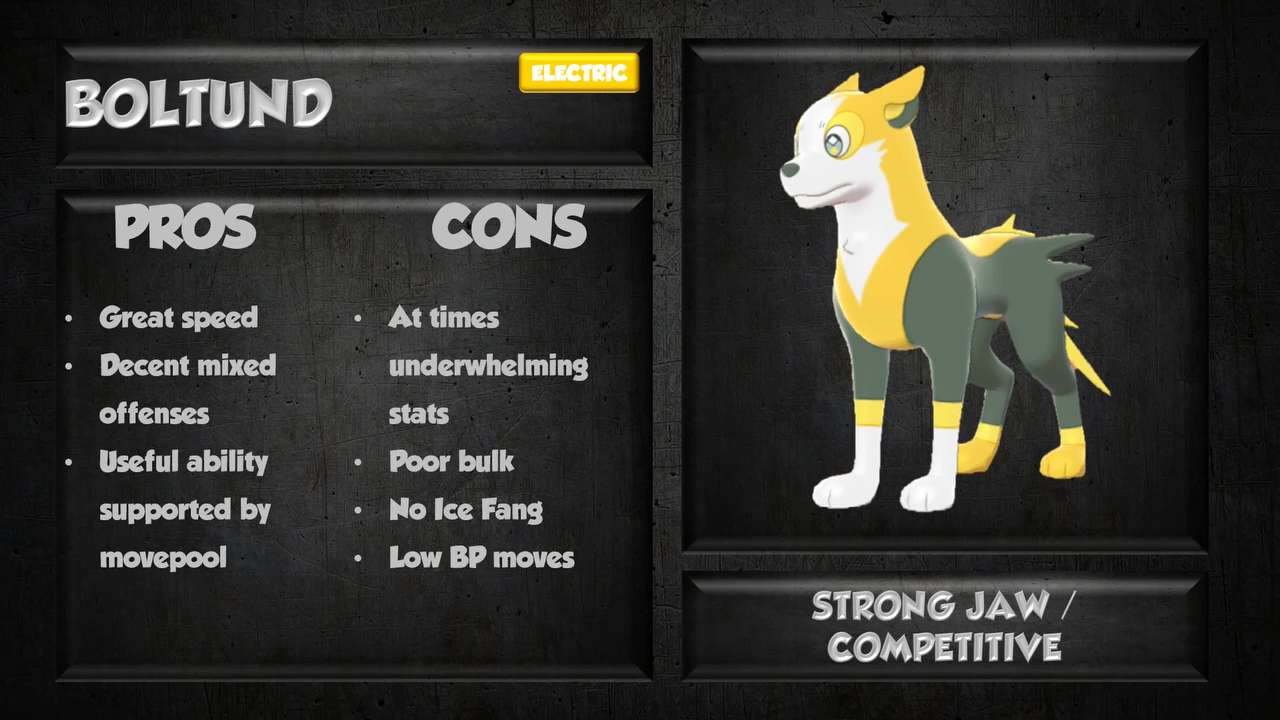 BOLTUND
ELECTRIC
PROS
• Great speed
• Decent mixed
offenses
• Useful ability
supported by
movepool
CONS
• At times
underwhelming
stats
• Poor bulk
• No Ice Fang
• Low BP moves
STRONG JAW /
COMPETITIVE